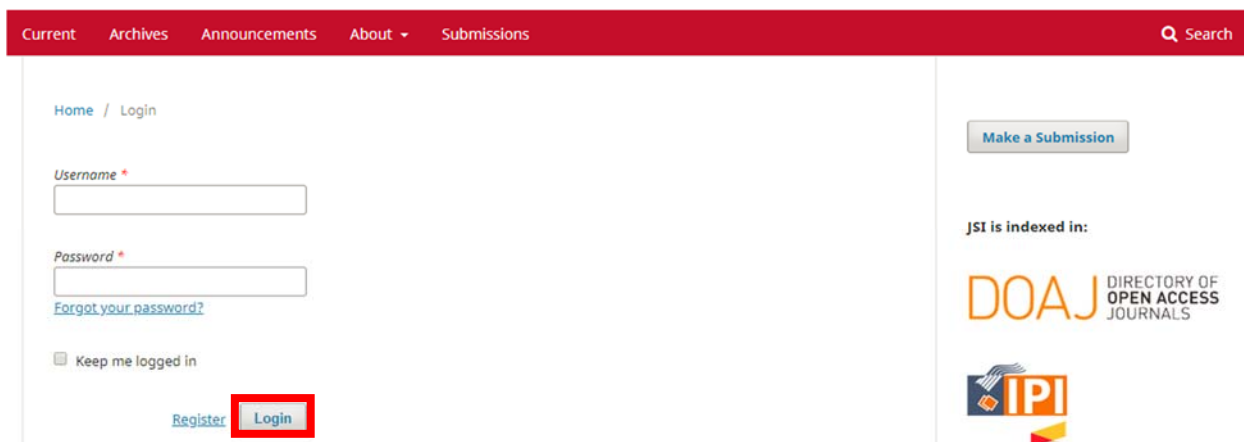 Current Archives Announcements About Submissions Search
Home / Login
Make a Submission
Username *
JSI is indexed in:
Password *
DOAJ DIRECTORY OF
OPEN ACCESS
JOURNALS
Forgot your password?
Keep me logged in
IPI
Register Login